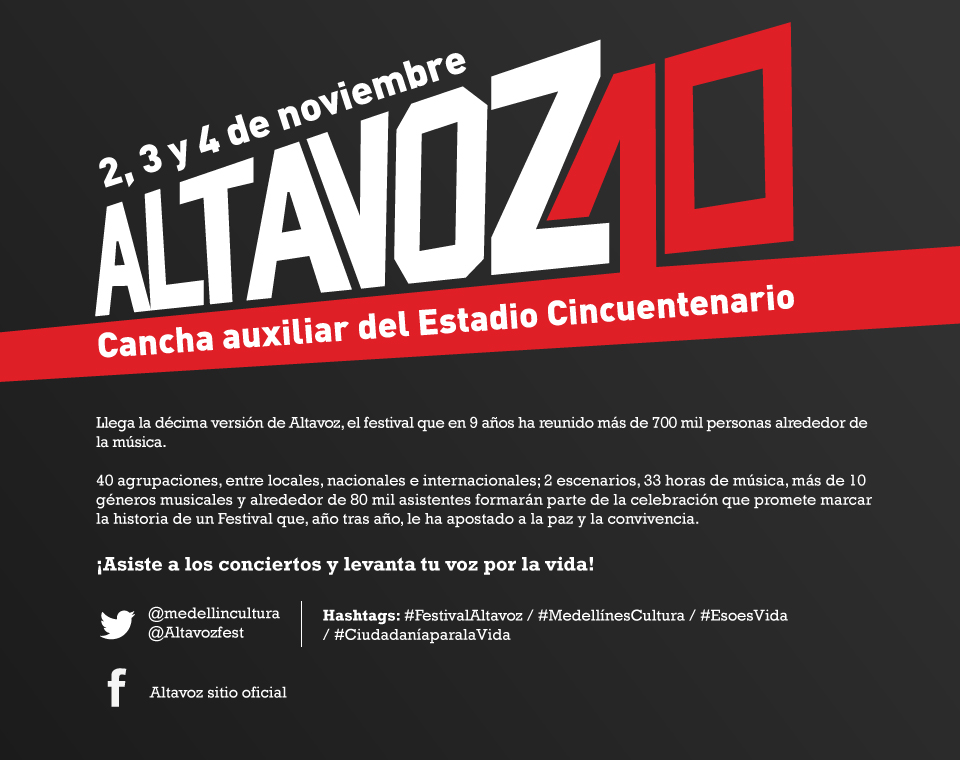 2, 3 y 4 de noviembre
ALTAVOZ10
Cancha auxiliar del Estadio Cincuentenario
Llega la décima versión de Altavoz, el festival que en 9 años ha reunido más de 700 mil personas alrededor de
la música.
40 agrupaciones, entre locales, nacionales e internacionales; 2 escenarios, 33 horas de música, más de 10
géneros musicales y alrededor de 80 mil asistentes formarán parte de la celebración que promete marcar
la historia de un Festival que, año tras año, le ha apostado a la paz y la convivencia.
¡Asiste a los conciertos y levanta tu voz por la vida!
@medellincultura
@Altavozfest
Hashtags: #FestivalAltavoz / #MedellínesCultura / #EsoesVida
/ #CiudadaníaparalaVida
f Altavoz sitio oficial